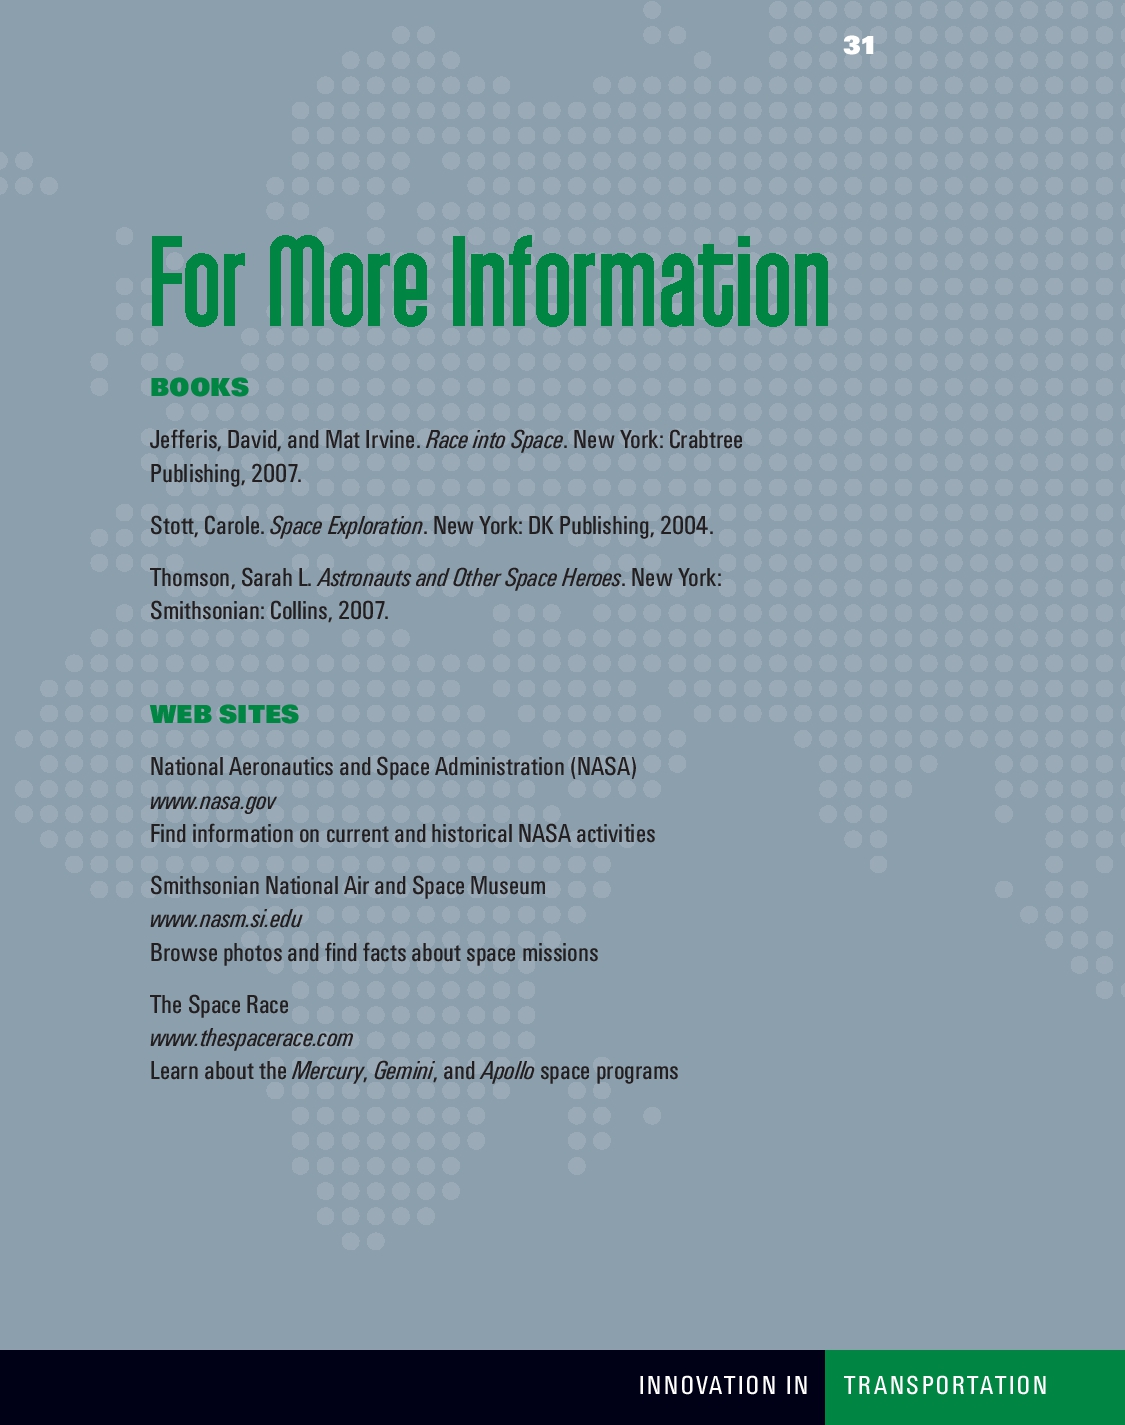 31
For More Information
BOOKS
Jefferis, David, and Mat Irvine. Race into Space. New York: Crabtree
Publishing, 2007.
Stott, Carole. Space Exploration. New York: DK Publishing, 2004.
Thomson, Sarah L. Astronauts and Other Space Heroes. New York:
Smithsonian: Collins, 2007.
WEB SITES
National Aeronautics and Space Administration (NASA)
www.nasa.gov
Find information on current and historical NASA activities
Smithsonian National Air and Space Museum
www.nasm.si.edu
Browse photos and find facts about space missions
The Space Race
www.thespacerace.com
Learn about the Mercury, Gemini, and Apollo space programs
INNOVATION IN TRANSPORTATION